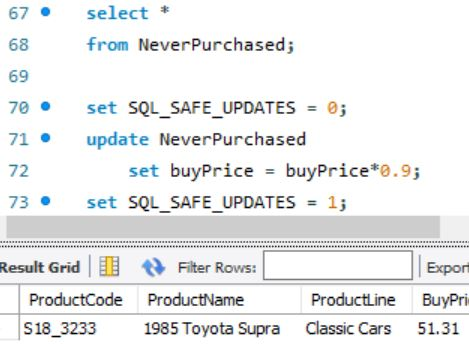 67 select *
68 from NeverPurchased;
69
70 set SQL_SAFE_UPDATES = 0;
71 update NeverPurchased
72 set buyPrice = buyPrice*0.9;
73 set SQL_SAFE_UPDATES = 1;
Result Grid Filter Rows: Export
ProductCode ProductName ProductLine BuyPri
S18_3233 1985 Toyota Supra Classic Cars 51.31